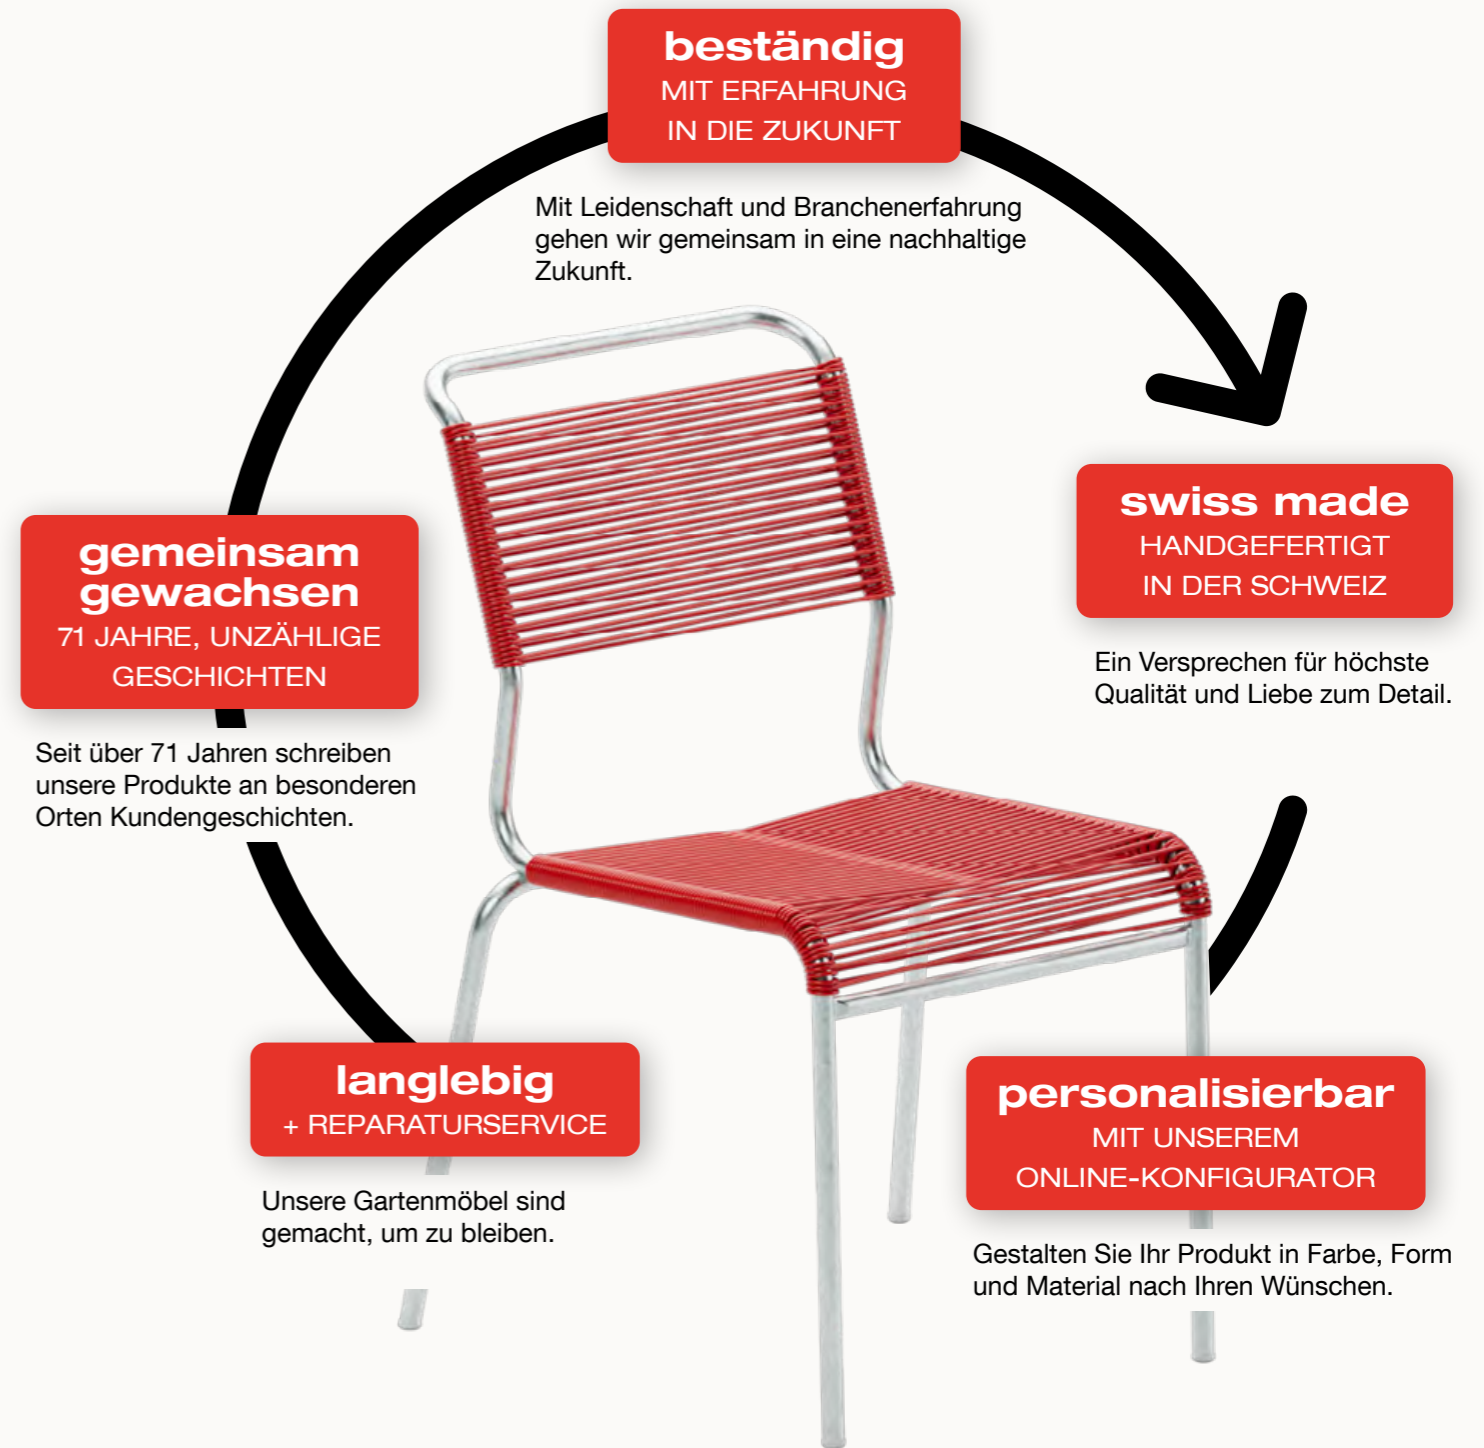 beständig
MIT ERFAHRUNG
IN DIE ZUKUNFT
Mit Leidenschaft und Branchenerfahrung
gehen wir gemeinsam in eine nachhaltige
Zukunft.
swiss made
HANDGEFERTIGT
IN DER SCHWEIZ
Ein Versprechen für höchste
Qualität und Liebe zum Detail.
personalisierbar
MIT UNSEREM
ONLINE-KONFIGURATOR
Gestalten Sie Ihr Produkt in Farbe, Form
und Material nach Ihren Wünschen.
langlebig
+ REPARATURSERVICE
Unsere Gartenmöbel sind
gemacht, um zu bleiben.
gemeinsam
gewachsen
71 JAHRE, UNZÄHLIGE
GESCHICHTEN
Seit über 71 Jahren schreiben
unsere Produkte an besonderen
Orten Kundengeschichten.